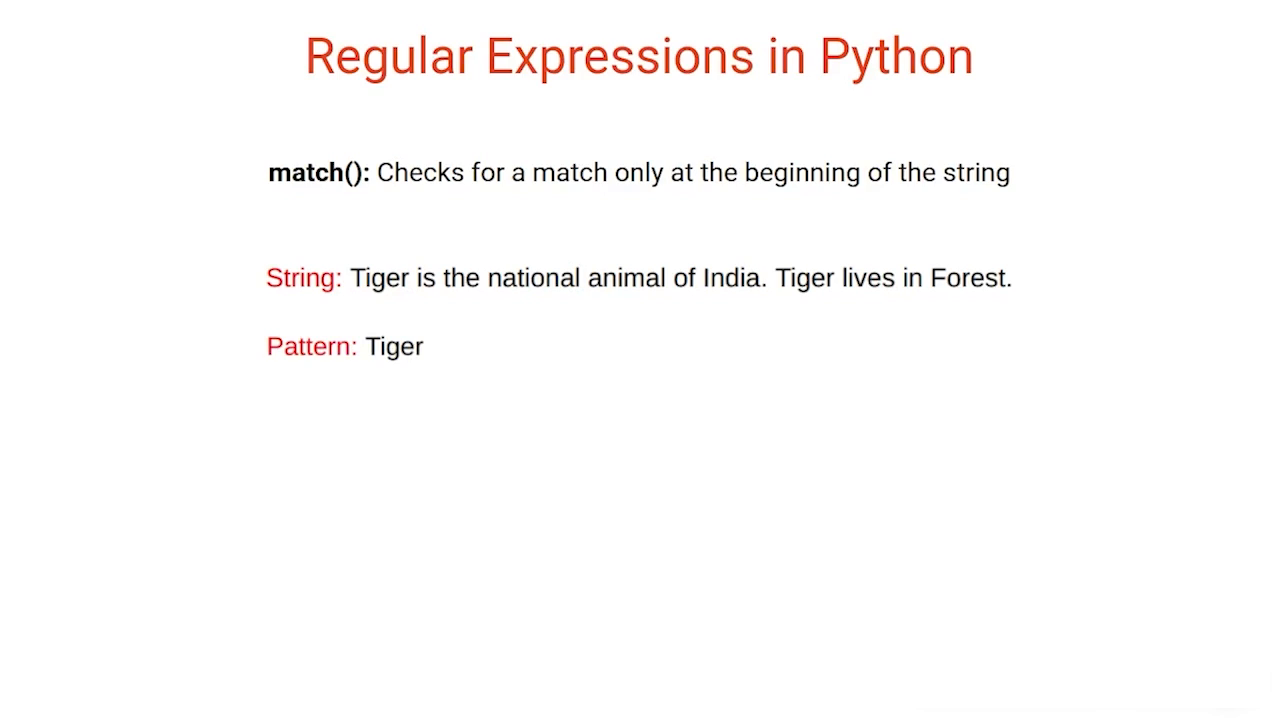 Regular Expressions in Python
match(): Checks for a match only at the beginning of the string
String: Tiger is the national animal of India. Tiger lives in Forest.
Pattern: Tiger